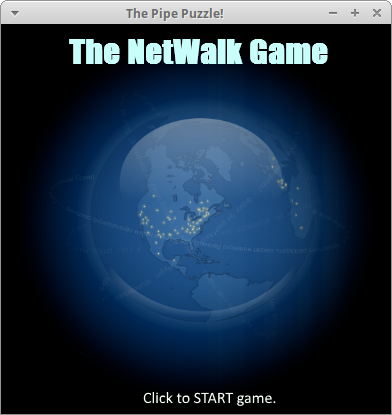 The Pipe Puzzle!
The NetWalk Game
Click to START game.